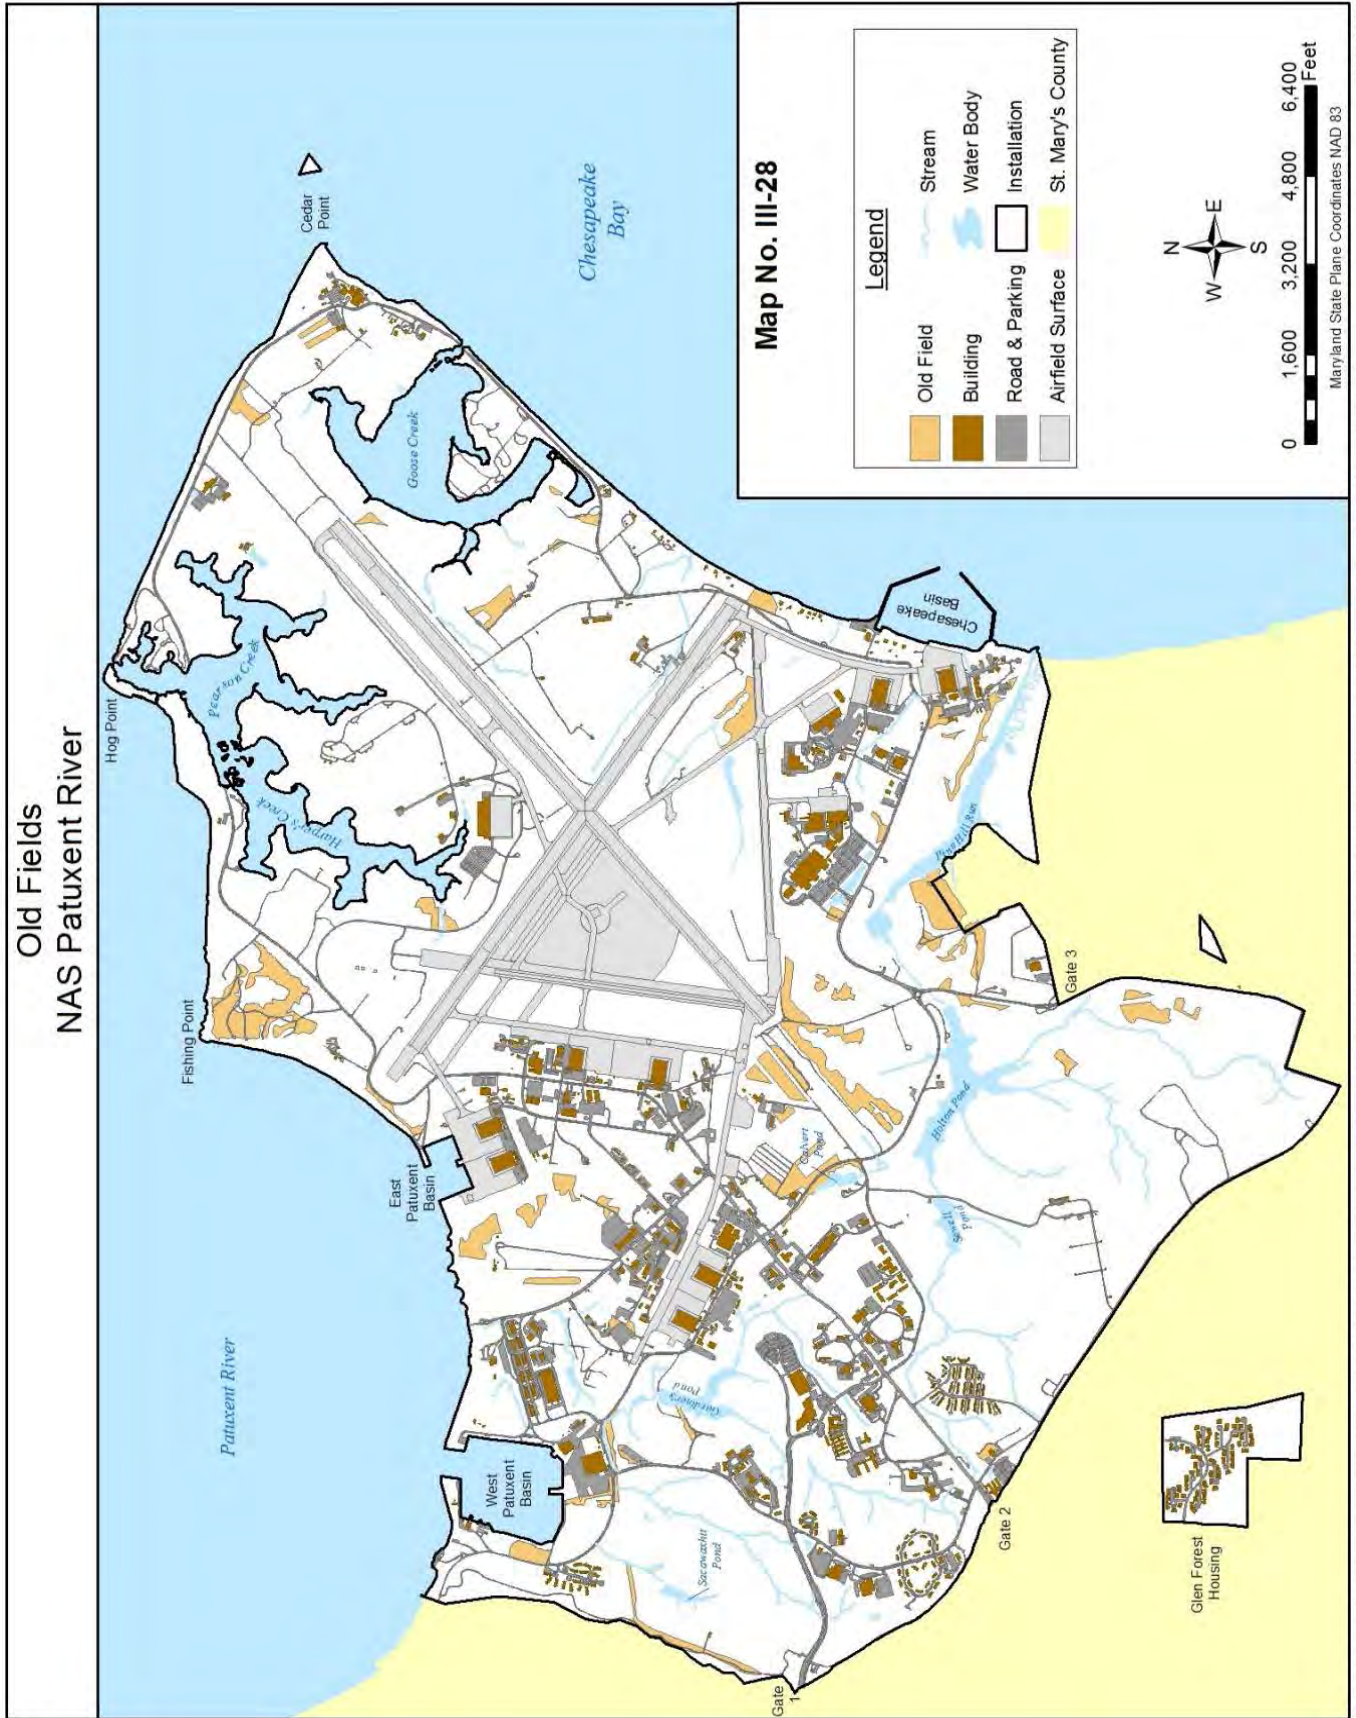 Old Fields
NAS Patuxent River
Hog Point
Cedar
Point
Fishing Point
Pearson Creek
Harper's Creek
Goose Creek
Chesapeake
Bay
East
Patuxent
Basin
Patuxent River
West
Patuxent
Basin
Chesapeake
Basin
Pine Hill Run
Calvert
Pond
Holton Pond
Sewell
Pond
Gardiners
Pond
Gate 3
Gate 2
Gate
1
Glen Forest
Housing
Map No. III-28
Legend
Old Field
Building
Road & Parking
Airfield Surface
Stream
Water Body
Installation
St. Mary's County
N
W
E
S
0 1,600 3,200 4,800 6,400
Feet
Maryland State Plane Coordinates NAD 83